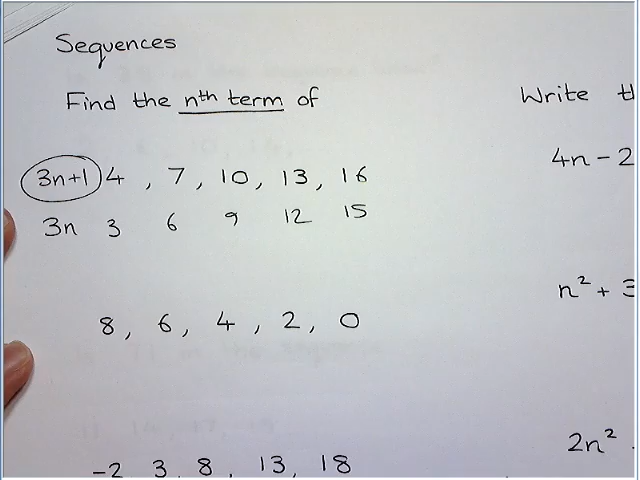 Sequences
Find the nth term of
3n+1 4 , 7 , 10 , 13 , 16
3n 3 6 9 12 15
8 , 6 , 4 , 2 , 0
-2 3 8 , 13 , 18
Write
4n - 2
n² + 3
2n²